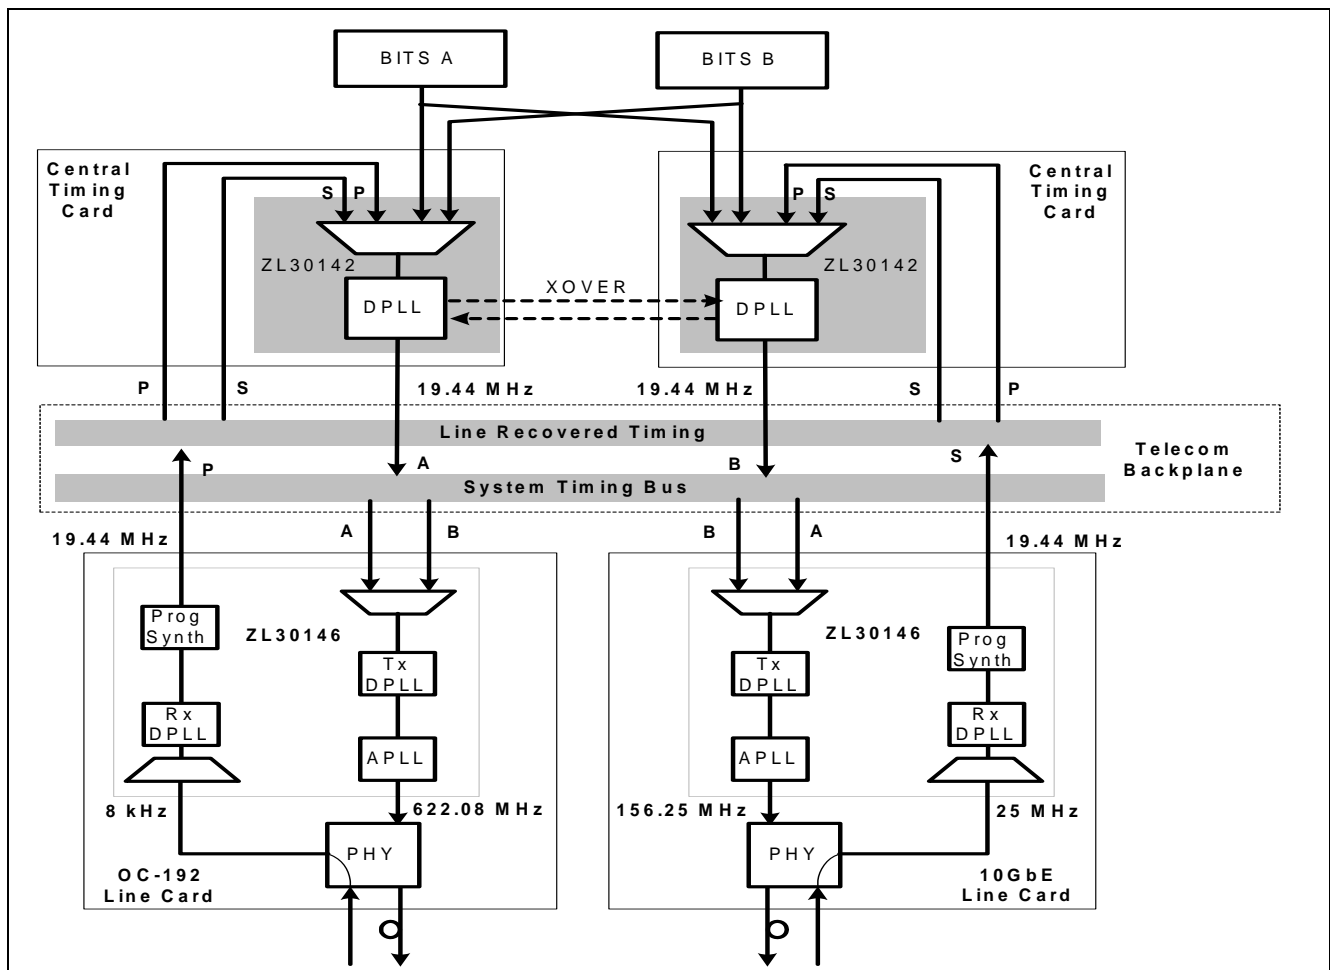 BITS A
BITS B
Central
Timing
Card
Central
Timing
Card
S P
P S
ZL30142
ZL30142
XOVER
DPLL
DPLL
P S
19.44 MHz
19.44 MHz
S P
Line Recovered Timing
Telecom
Backplane
P
A
B
S
System Timing Bus
19.44 MHz
A B
B A
19.44 MHz
Prog
Synth
ZL30146
Tx
DPLL
Rx
DPLL
APLL
ZL30146
Prog
Synth
Tx
DPLL
Rx
DPLL
APLL
8 kHz
622.08 MHz
156.25 MHz
25 MHz
PHY
PHY
OC-192
Line Card
10GbE
Line Card